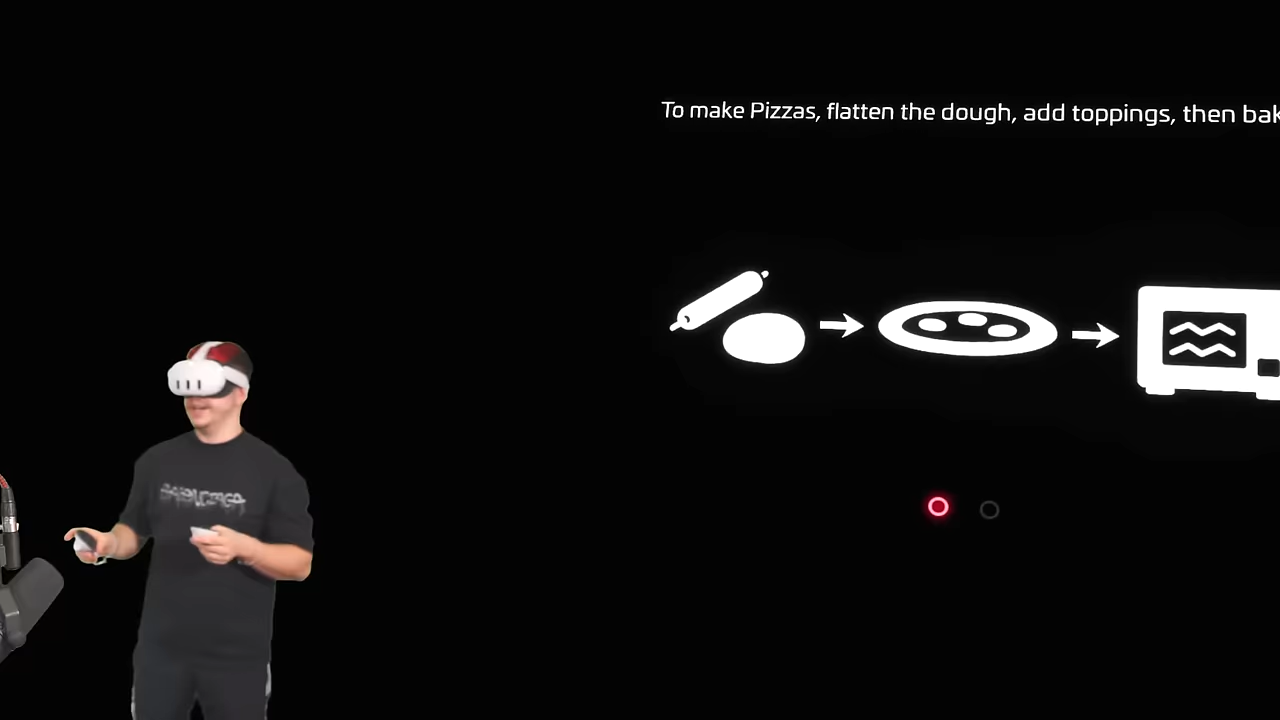 To make Pizzas, flatten the dough, add toppings, then bak